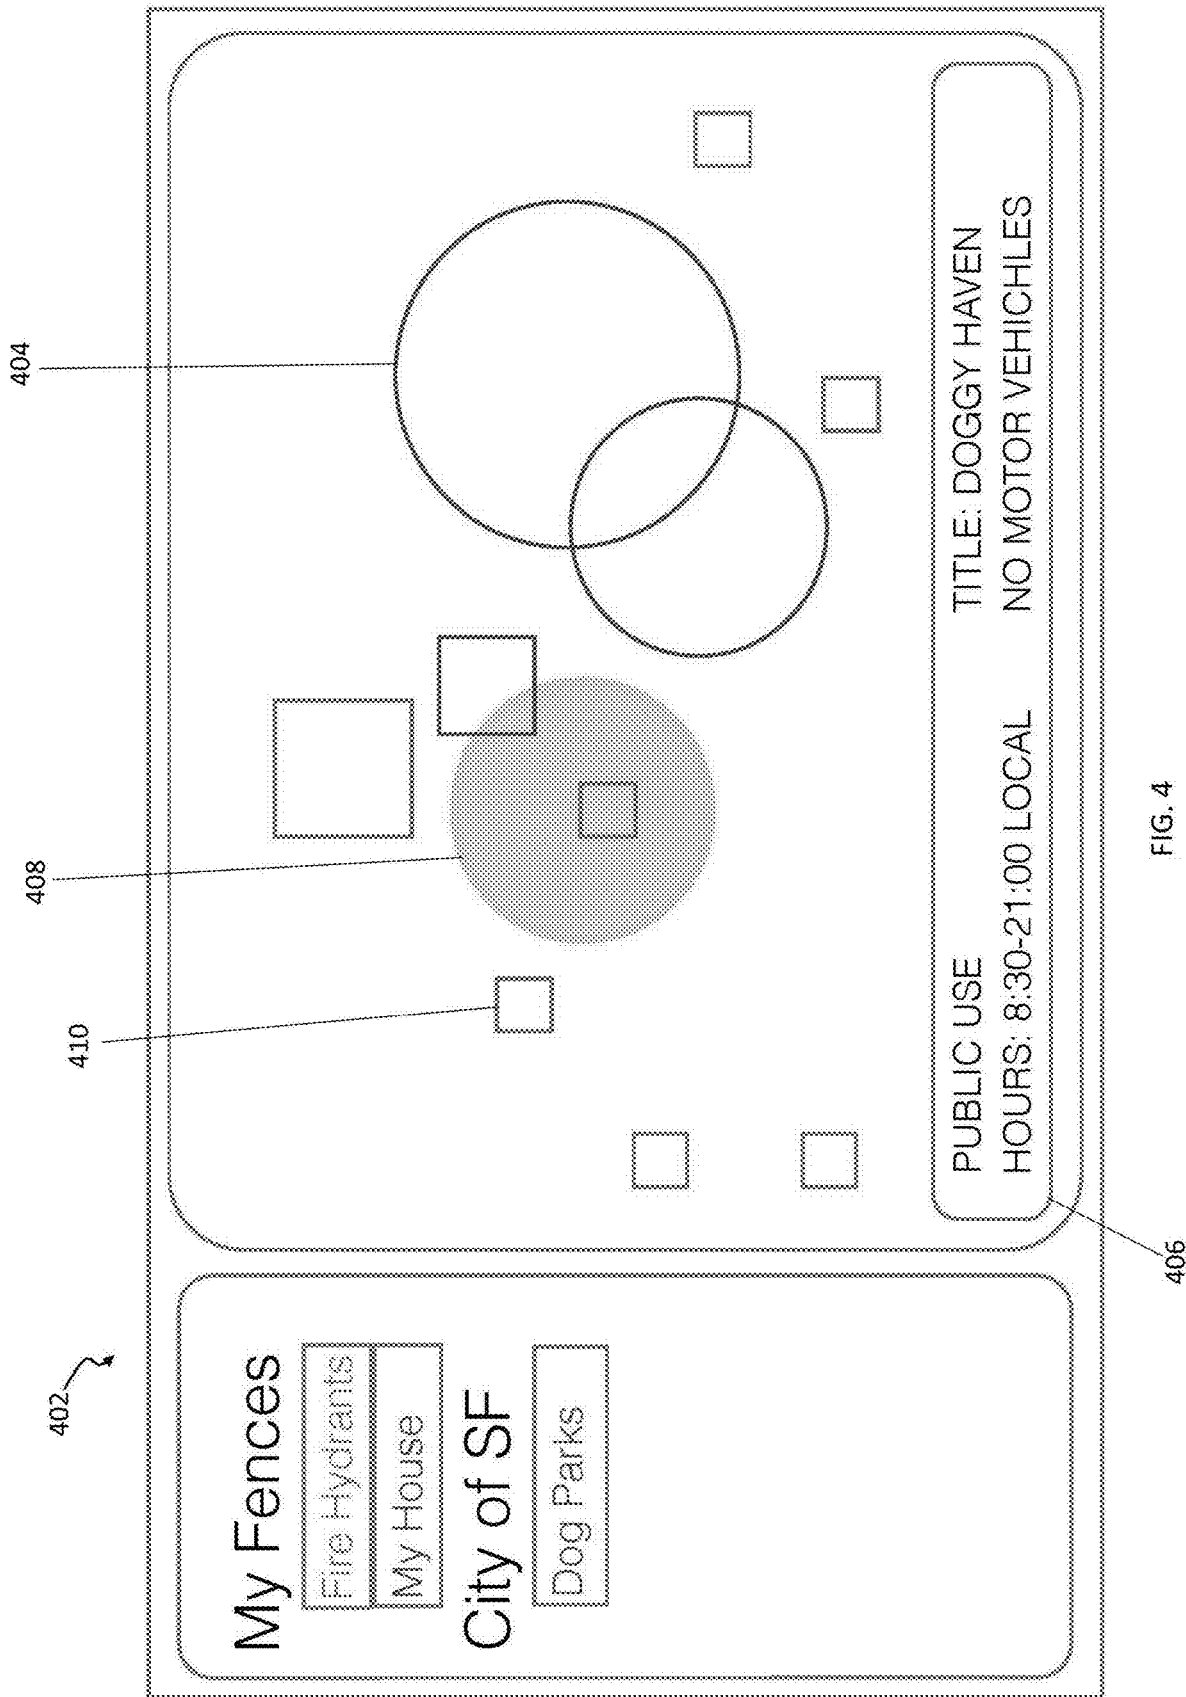 402
My Fences
Fire Hydrants
My House
City of SF
Dog Parks
410
408
404
PUBLIC USE
HOURS: 8:30-21:00 LOCAL
TITLE: DOGGY HAVEN
NO MOTOR VEHICHLES
406
FIG. 4